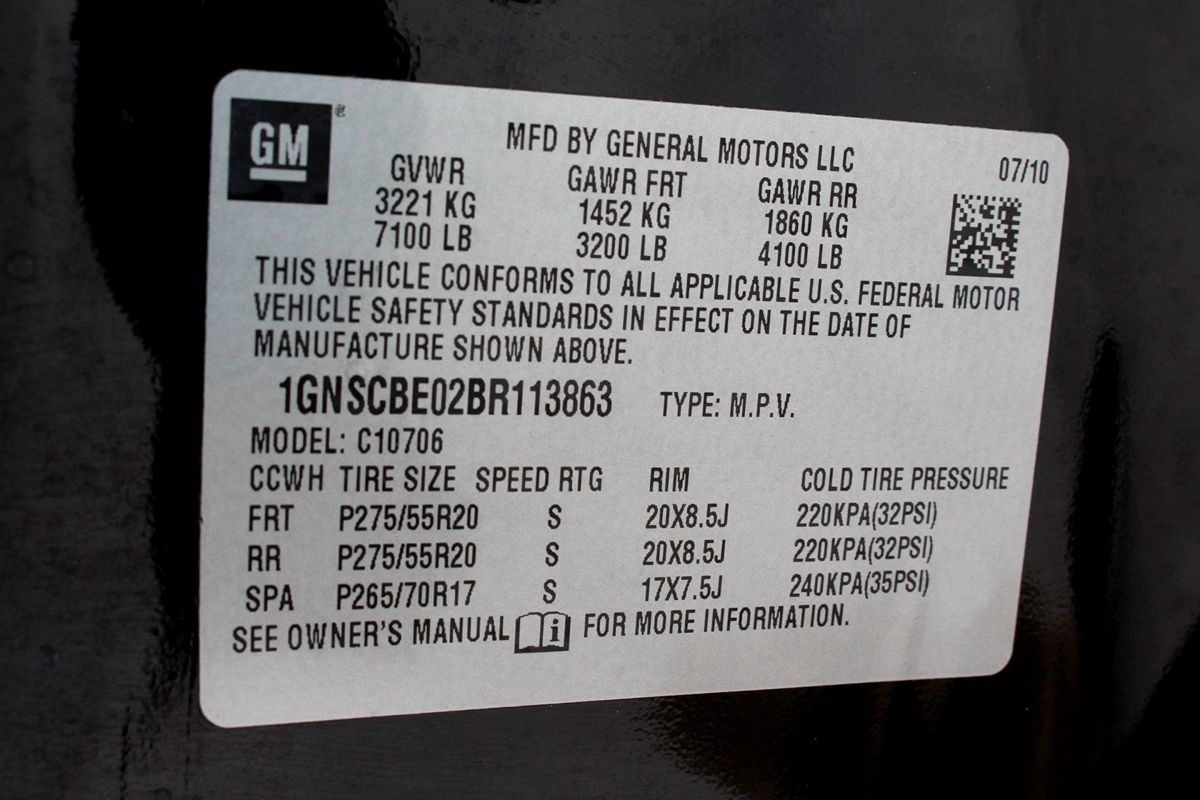 GM ®
MFD BY GENERAL MOTORS LLC 07/10
GVWR GAWR FRT GAWR RR
3221 KG 1452 KG 1860 KG
7100 LB 3200 LB 4100 LB
THIS VEHICLE CONFORMS TO ALL APPLICABLE U.S. FEDERAL MOTOR
VEHICLE SAFETY STANDARDS IN EFFECT ON THE DATE OF
MANUFACTURE SHOWN ABOVE.
1GNSCBE02BR113863 TYPE: M.P.V.
MODEL: C10706
CCWH TIRE SIZE SPEED RTG RIM COLD TIRE PRESSURE
FRT P275/55R20 S 20X8.5J 220KPA(32PSI)
RR P275/55R20 S 20X8.5J 220KPA(32PSI)
SPA P265/70R17 S 17X7.5J 240KPA(35PSI)
SEE OWNER'S MANUAL i FOR MORE INFORMATION.